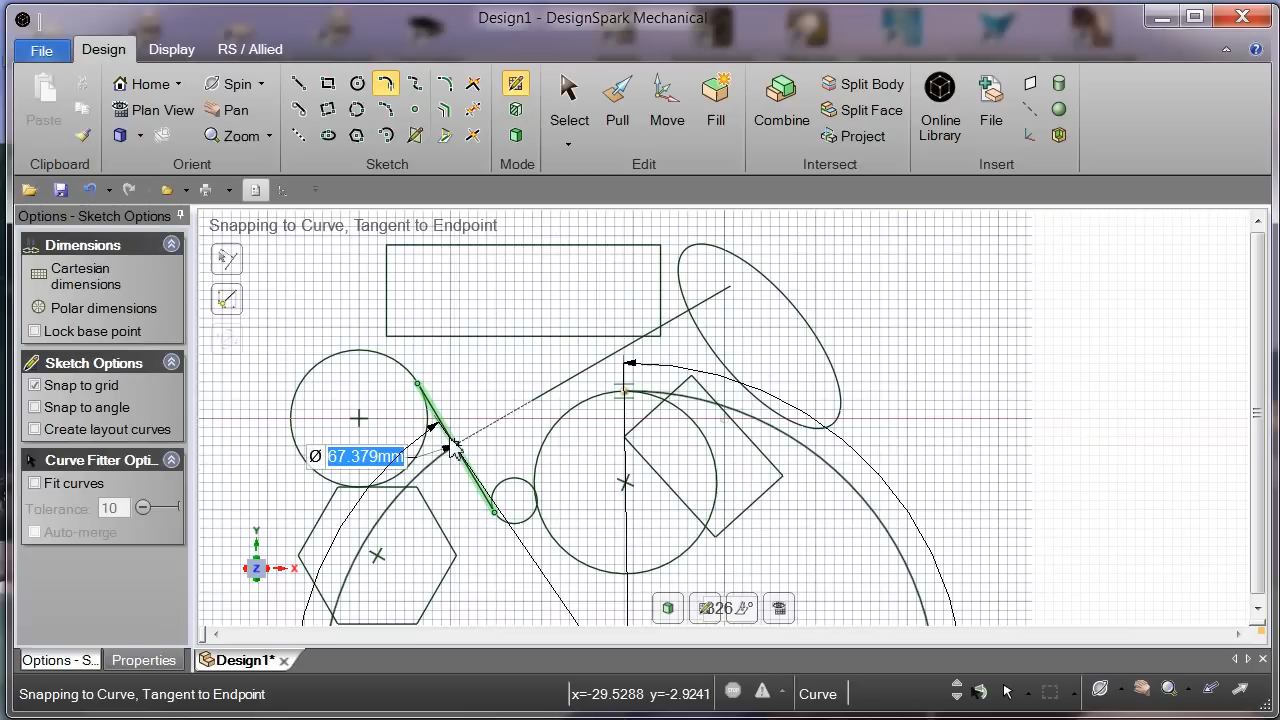 Design1 - DesignSpark Mechanical
File Design Display RS / Allied
Home Spin Split Body
Paste Plan View Pan Select Pull Move Fill Combine Split Face Online Library File
Zoom Project
Clipboard Orient Sketch Mode Edit Intersect Insert
Options - Sketch Options
Snapping to Curve, Tangent to Endpoint
Dimensions
Cartesian dimensions
Polar dimensions
Lock base point
Sketch Options
Snap to grid
Snap to angle
Create layout curves
Curve Fitter Opti...
Fit curves
Tolerance: 10
Auto-merge
Ø 67.379mm
Y
Z X
326
Options - S... Properties Design1*
Snapping to Curve, Tangent to Endpoint x=-29.5288 y=-2.9241 Curve